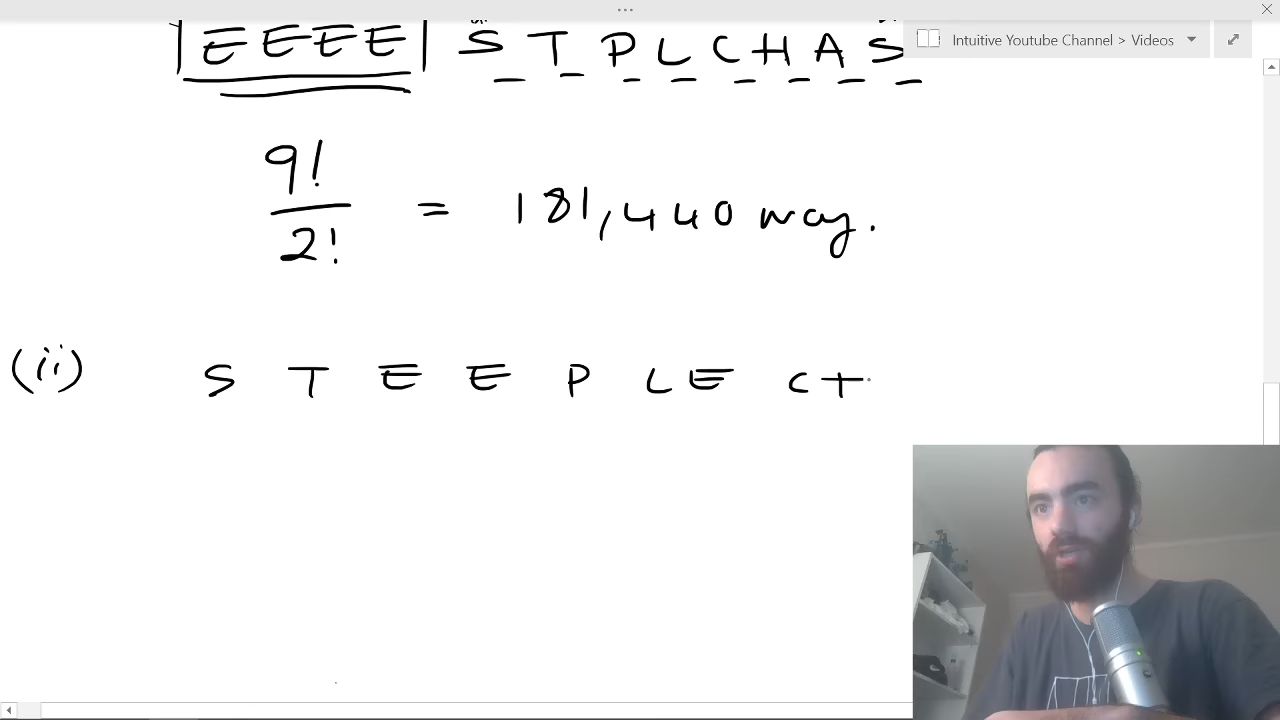 EEEE S T P L C H A S
Intuitive Youtube Channel > Videos
9!
2!
= 181,440 way.
(ii) S T E E P L E C